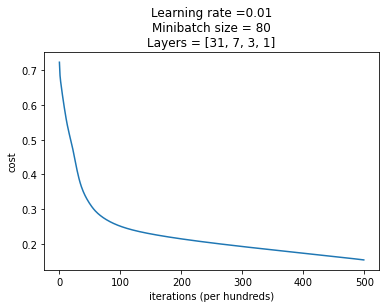 Learning rate =0.01
Minibatch size = 80
Layers = [31, 7, 3, 1]
0.7
0.6
0.5
0.4
0.3
0.2
cost
0 100 200 300 400 500
iterations (per hundreds)